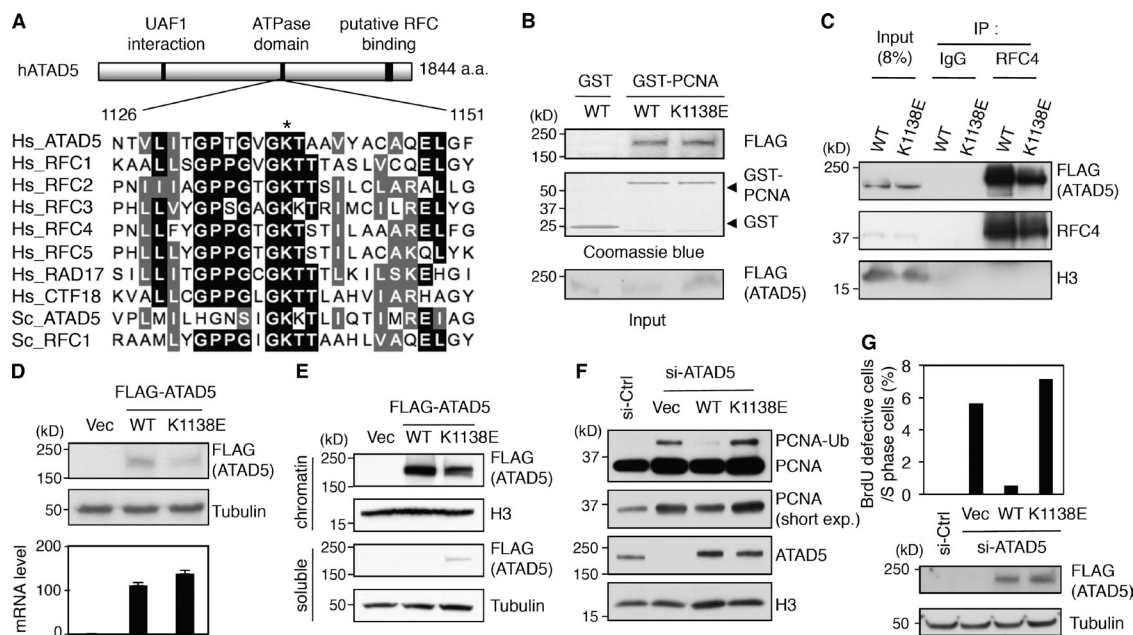 A
UAF1 interaction
ATPase domain
putative RFC binding
hATAD5
1844 a.a.
1126
1151
*
Hs_ATAD5 NTVLITGPTGVGKTAAVYACAQELGF
Hs_RFC1 KAALLSGPPGVGKTTTASLVCQELGY
Hs_RFC2 PNIIIAGPPGTGKTTSILCLARALLG
Hs_RFC3 PHLLVYGPSGAGKKTRIMCILRELYG
Hs_RFC4 PNLLFYGPPGTGKTSTILAAARELFG
Hs_RFC5 PHLLLYGPPGTGKTSTILACAKQLYK
Hs_RAD17 SILLITGPPGCGKTTTLKILSKEHGI
Hs_CTF18 KVALLCGPPGLGKTTLAHVIARHAGY
Sc_ATAD5 VPLMILHGNSIGKTTLIQTIMREIAG
Sc_RFC1 RAAMLYGPPGIGKTTAAHLVAQELGY
B
GST GST-PCNA
WT WT K1138E
(kD)
250
150
FLAG
50
37
25
GST-
PCNA
GST
Coomassie blue
250
FLAG
(ATAD5)
Input
C
Input
(8%)
IP :
IgG RFC4
WT K1138E WT K1138E WT K1138E
(kD)
250
150
FLAG
(ATAD5)
37
RFC4
15
H3
D
FLAG-ATAD5
Vec WT K1138E
(kD)
250
150
FLAG
(ATAD5)
50
Tubulin
mRNA level
200
100
0
E
FLAG-ATAD5
Vec WT K1138E
(kD)
chromatin
250
150
FLAG
(ATAD5)
15
H3
soluble
250
FLAG
(ATAD5)
50
Tubulin
F
si-Ctrl
si-ATAD5
Vec WT K1138E
(kD)
37
PCNA-Ub
PCNA
37
PCNA
(short exp.)
250
ATAD5
15
H3
G
BrdU defective cells
/S phase cells (%)
8
6
4
2
0
Vec WT K1138E
si-Ctrl
si-ATAD5
(kD)
250
FLAG
(ATAD5)
50
Tubulin